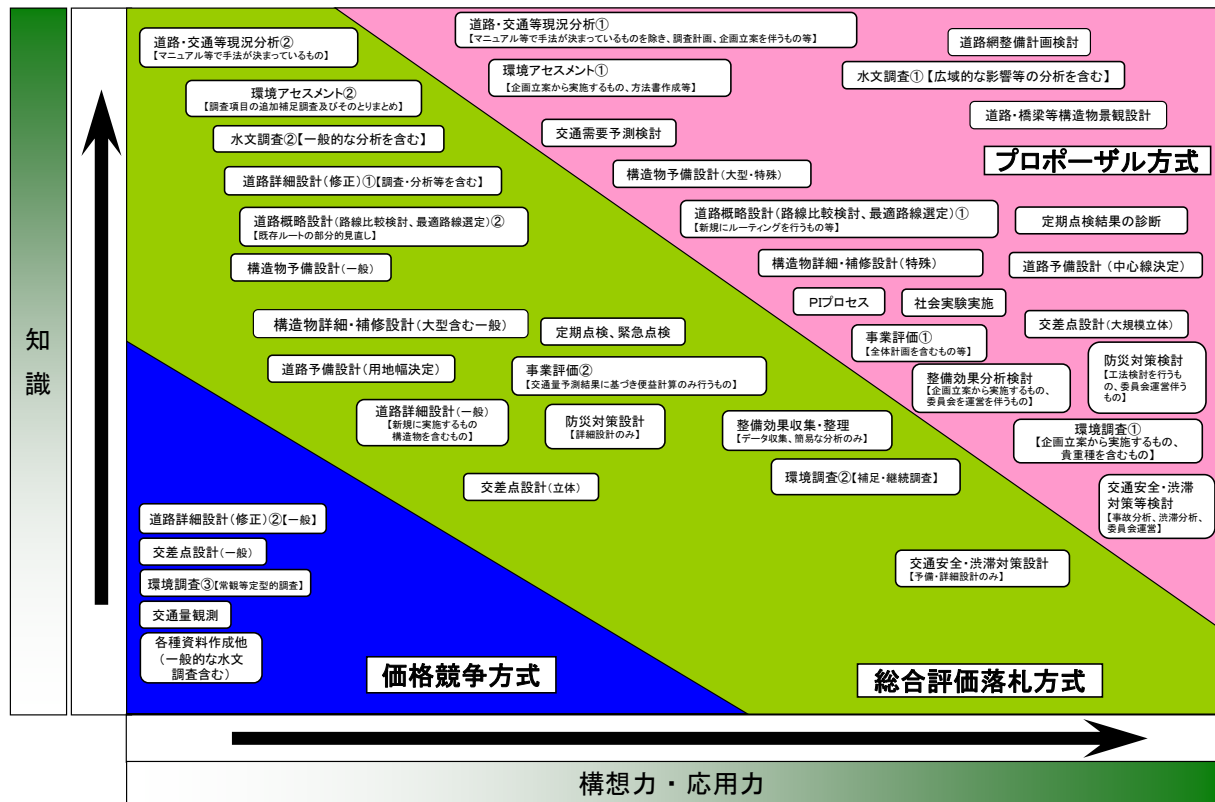 道路・交通等現況分析①
【マニュアル等で手法が決まっているものを除き、調査計画、企画立案を伴うもの等】
道路・交通等現況分析②
【マニュアル等で手法が決まっているもの】
道路網整備計画検討
環境アセスメント①
【企画立案から実施するもの、方法書作成等】
水文調査①【広域的な影響等の分析を含む】
環境アセスメント②
【調査項目の追加補足調査及びそのとりまとめ】
道路・橋梁等構造物景観設計
水文調査②【一般的な分析を含む】
交通需要予測検討
プロポーザル方式
構造物予備設計(大型・特殊)
道路詳細設計(修正)①【調査・分析等を含む】
道路概略設計(路線比較検討、最適路線選定)①
【新規にルーティングを行うもの等】
定期点検結果の診断
道路概略設計(路線比較検討、最適路線選定)②
【既存ルートの部分的見直し】
構造物予備設計(一般)
構造物詳細・補修設計(特殊)
道路予備設計(中心線決定)
PIプロセス
社会実験実施
構造物詳細・補修設計(大型含む一般)
定期点検、緊急点検
交差点設計(大規模立体)
事業評価①
【全体計画を含むもの等】
防災対策検討
【工法検討を行うも
の、委員会運営伴う
もの】
道路予備設計(用地幅決定)
事業評価②
【交通量予測結果に基づき便益計算のみ行うもの】
整備効果分析検討
【企画立案から実施するもの、
委員会を運営を伴うもの】
道路詳細設計(一般)
【新規に実施するもの
構造物を含むもの】
防災対策設計
【詳細設計のみ】
整備効果収集・整理
【データ収集、簡易な分析のみ】
環境調査①
【企画立案から実施するもの、
貴重種を含むもの】
環境調査②【補足・継続調査】
交差点設計(立体)
交通安全・渋滞
対策等検討
【事故分析、渋滞分析、
委員会運営】
道路詳細設計(修正)②【一般】
交差点設計(一般)
交通安全・渋滞対策設計
【予備・詳細設計のみ】
環境調査③【常観等定型的調査】
交通量観測
各種資料作成他
(一般的な水文
調査含む)
価格競争方式
総合評価落札方式
知
識
構想力・応用力